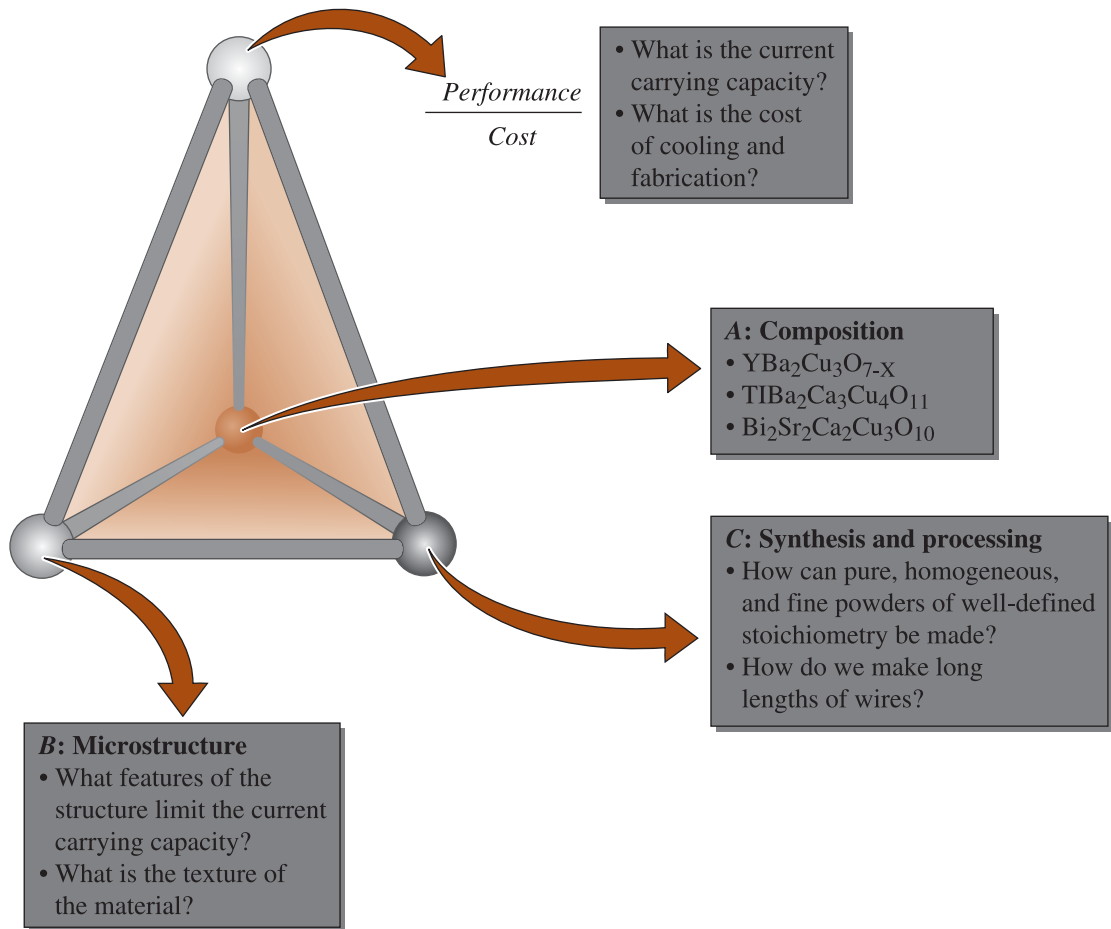 Performance
Cost
• What is the current
carrying capacity?
• What is the cost
of cooling and
fabrication?
A: Composition
• YBa₂Cu₃O₇₋ₓ
• TlBa₂Ca₃Cu₄O₁₁
• Bi₂Sr₂Ca₂Cu₃O₁₀
C: Synthesis and processing
• How can pure, homogeneous,
and fine powders of well-defined
stoichiometry be made?
• How do we make long
lengths of wires?
B: Microstructure
• What features of the
structure limit the current
carrying capacity?
• What is the texture of
the material?